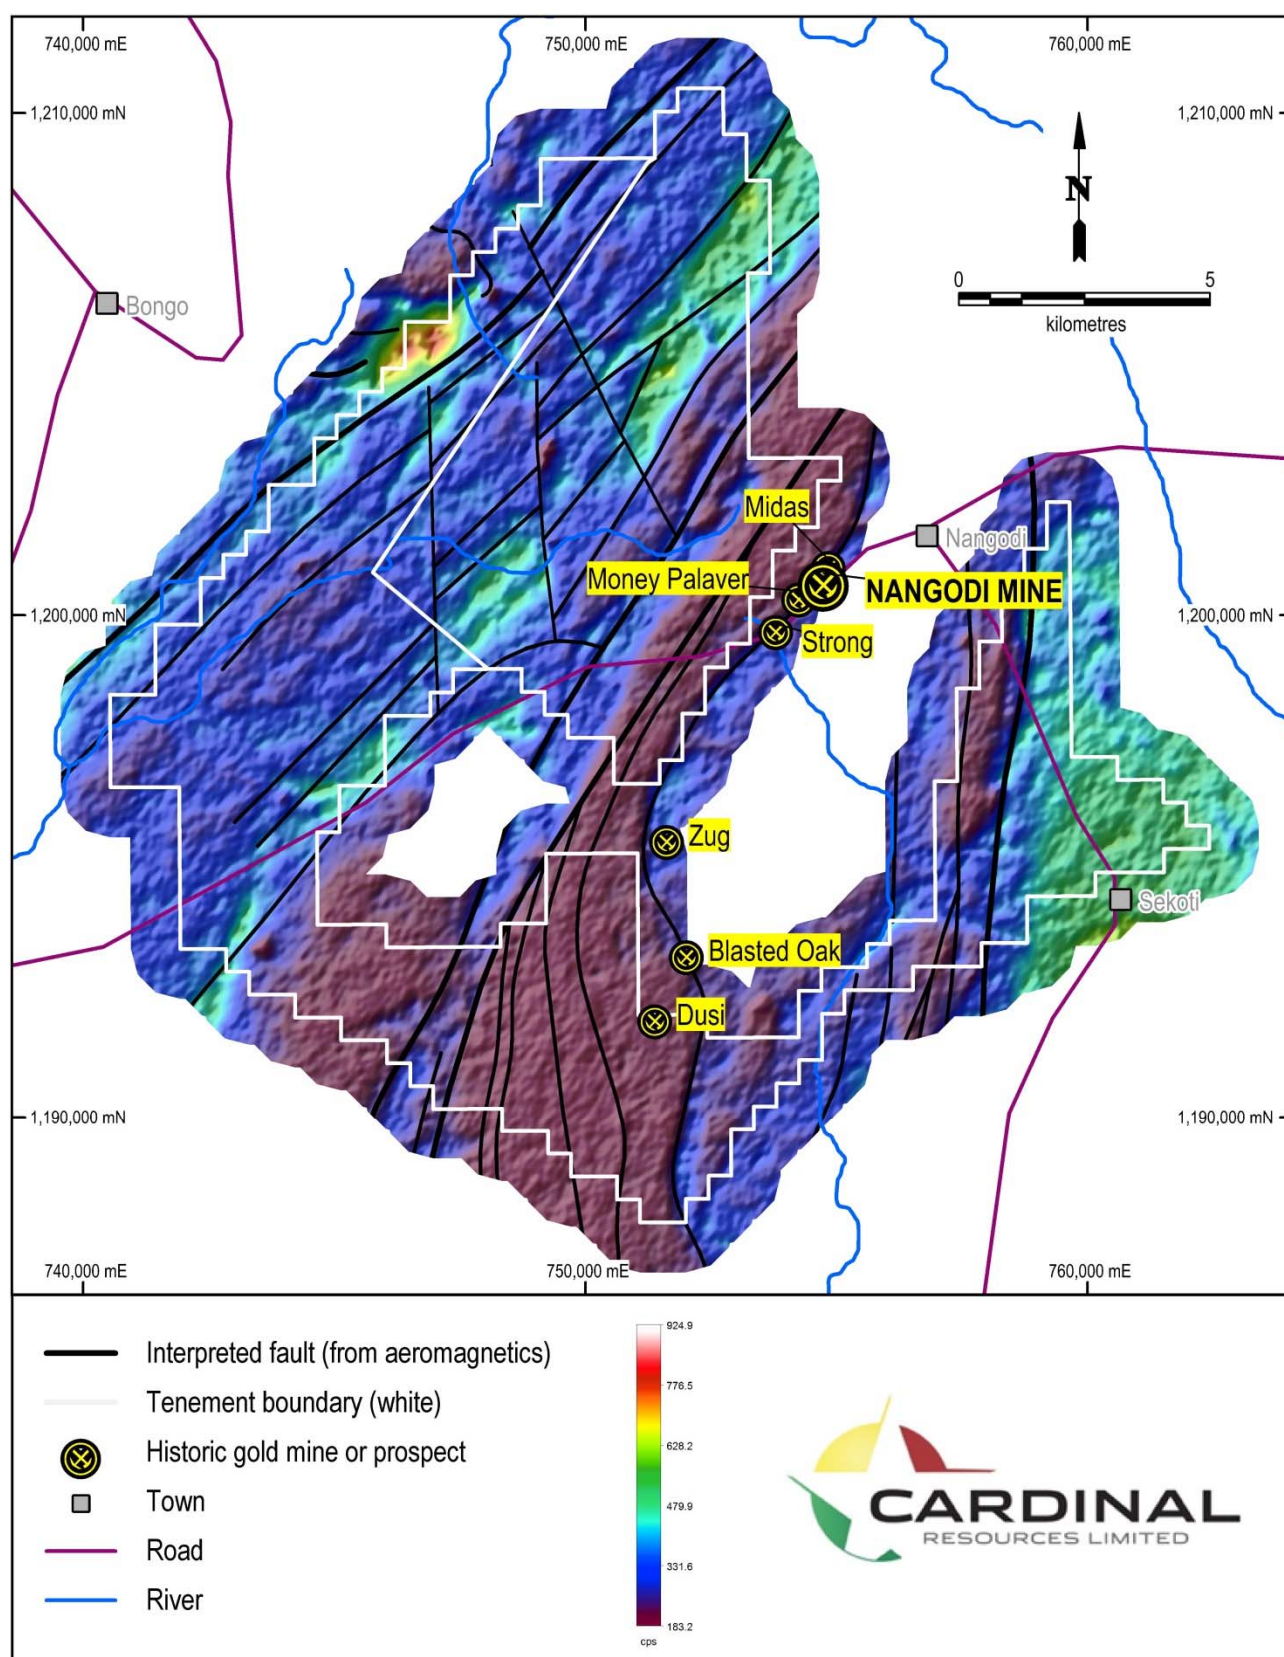 740,000 mE
750,000 mE
760,000 mE
1,210,000 mN
1,210,000 mN
N
0
5
kilometres
Bongo
Midas
Nangodi
Money Palaver
NANGODI MINE
1,200,000 mN
1,200,000 mN
Strong
Zug
Sekoti
Blasted Oak
Dusi
1,190,000 mN
1,190,000 mN
740,000 mE
750,000 mE
760,000 mE
Interpreted fault (from aeromagnetics)
Tenement boundary (white)
Historic gold mine or prospect
Town
Road
River
924.9
776.5
628.2
479.9
331.6
183.2
cps
CARDINAL
RESOURCES LIMITED